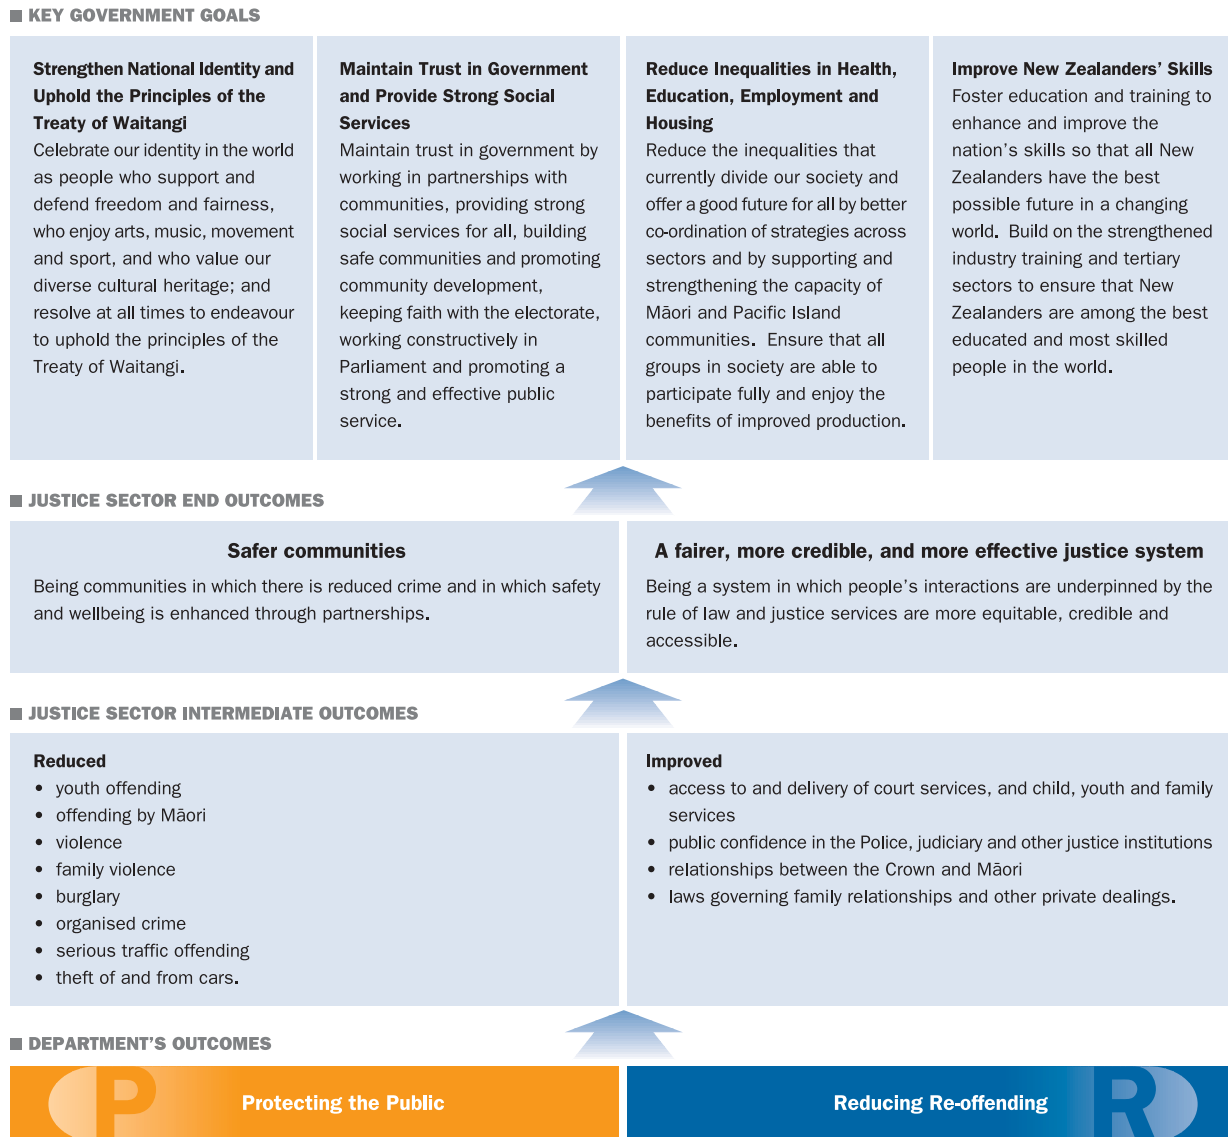 KEY GOVERNMENT GOALS
Strengthen National Identity and
Uphold the Principles of the
Treaty of Waitangi
Celebrate our identity in the world
as people who support and
defend freedom and fairness,
who enjoy arts, music, movement
and sport, and who value our
diverse cultural heritage; and
resolve at all times to endeavour
to uphold the principles of the
Treaty of Waitangi.
Maintain Trust in Government
and Provide Strong Social
Services
Maintain trust in government by
working in partnerships with
communities, providing strong
social services for all, building
safe communities and promoting
community development,
keeping faith with the electorate,
working constructively in
Parliament and promoting a
strong and effective public
service.
Reduce Inequalities in Health,
Education, Employment and
Housing
Reduce the inequalities that
currently divide our society and
offer a good future for all by better
co-ordination of strategies across
sectors and by supporting and
strengthening the capacity of
Māori and Pacific Island
communities. Ensure that all
groups in society are able to
participate fully and enjoy the
benefits of improved production.
Improve New Zealanders' Skills
Foster education and training to
enhance and improve the
nation's skills so that all New
Zealanders have the best
possible future in a changing
world. Build on the strengthened
industry training and tertiary
sectors to ensure that New
Zealanders are among the best
educated and most skilled
people in the world.
JUSTICE SECTOR END OUTCOMES
Safer communities
Being communities in which there is reduced crime and in which safety
and wellbeing is enhanced through partnerships.
A fairer, more credible, and more effective justice system
Being a system in which people's interactions are underpinned by the
rule of law and justice services are more equitable, credible and
accessible.
JUSTICE SECTOR INTERMEDIATE OUTCOMES
Reduced
• youth offending
• offending by Māori
• violence
• family violence
• burglary
• organised crime
• serious traffic offending
• theft of and from cars.
Improved
• access to and delivery of court services, and child, youth and family
services
• public confidence in the Police, judiciary and other justice institutions
• relationships between the Crown and Māori
• laws governing family relationships and other private dealings.
DEPARTMENT'S OUTCOMES
P Protecting the Public
Reducing Re-offending R